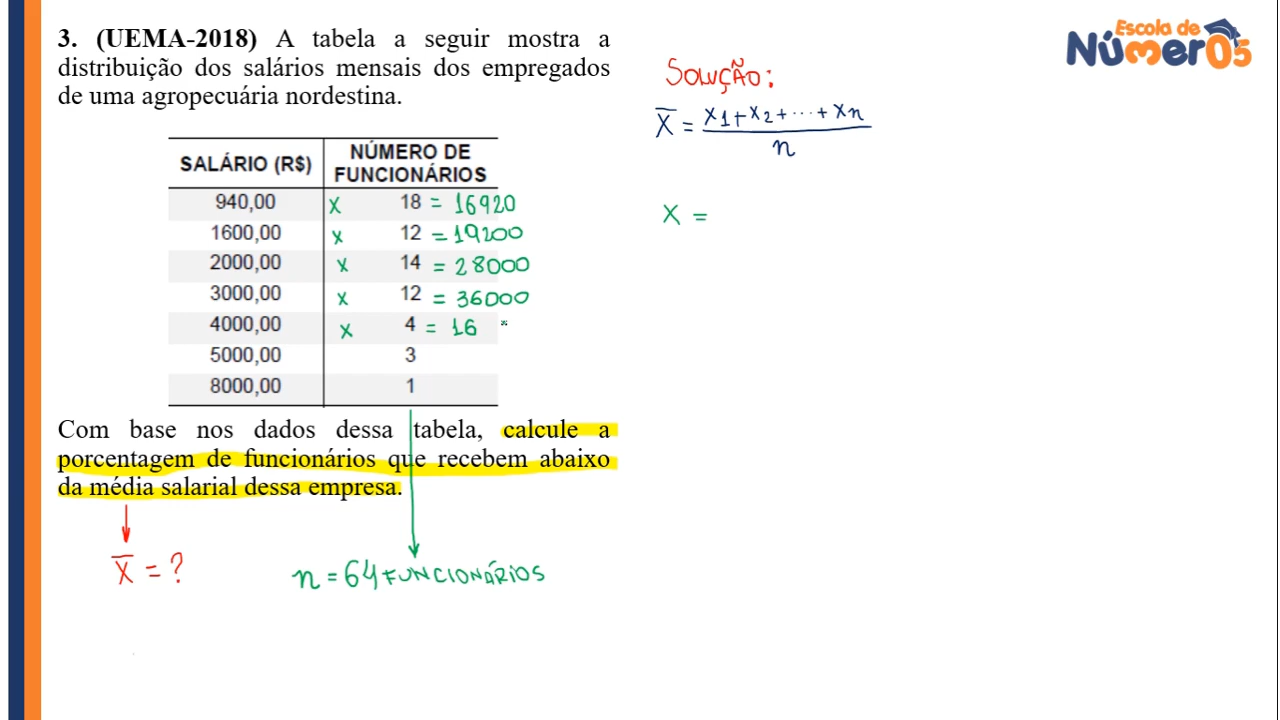 3. (UEMA-2018) A tabela a seguir mostra a
distribuição dos salários mensais dos empregados
de uma agropecuária nordestina.
SALÁRIO (R$) NÚMERO DE FUNCIONÁRIOS
940,00 x 18 = 16920
1600,00 x 12 = 19200
2000,00 x 14 = 28000
3000,00 x 12 = 36000
4000,00 x 4 = 16
5000,00 3
8000,00 1
Com base nos dados dessa tabela, calcule a
porcentagem de funcionários que recebem abaixo
da média salarial dessa empresa.
X̅ = ?
n = 64 FUNCIONÁRIOS
SOLUÇÃO:
X̅ = x1 + x2 + ... + xn / n
X =
Escola de
Número5